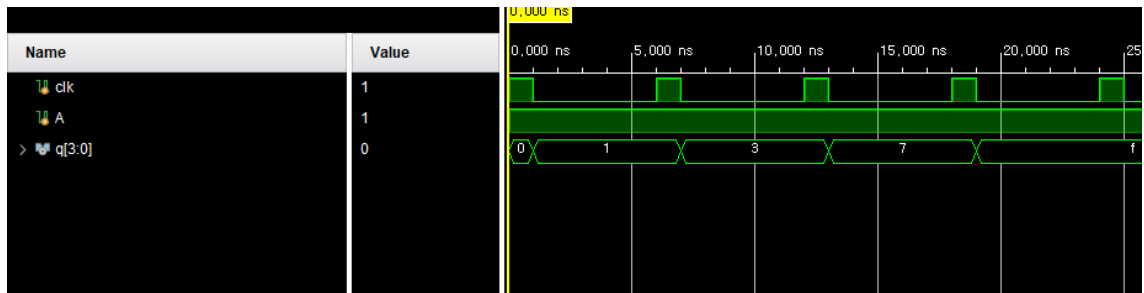 0,000 ns
Name Value 0,000 ns 5,000 ns 10,000 ns 15,000 ns 20,000 ns 25
clk 1
A 1
q[3:0] 0 0 1 3 7 f